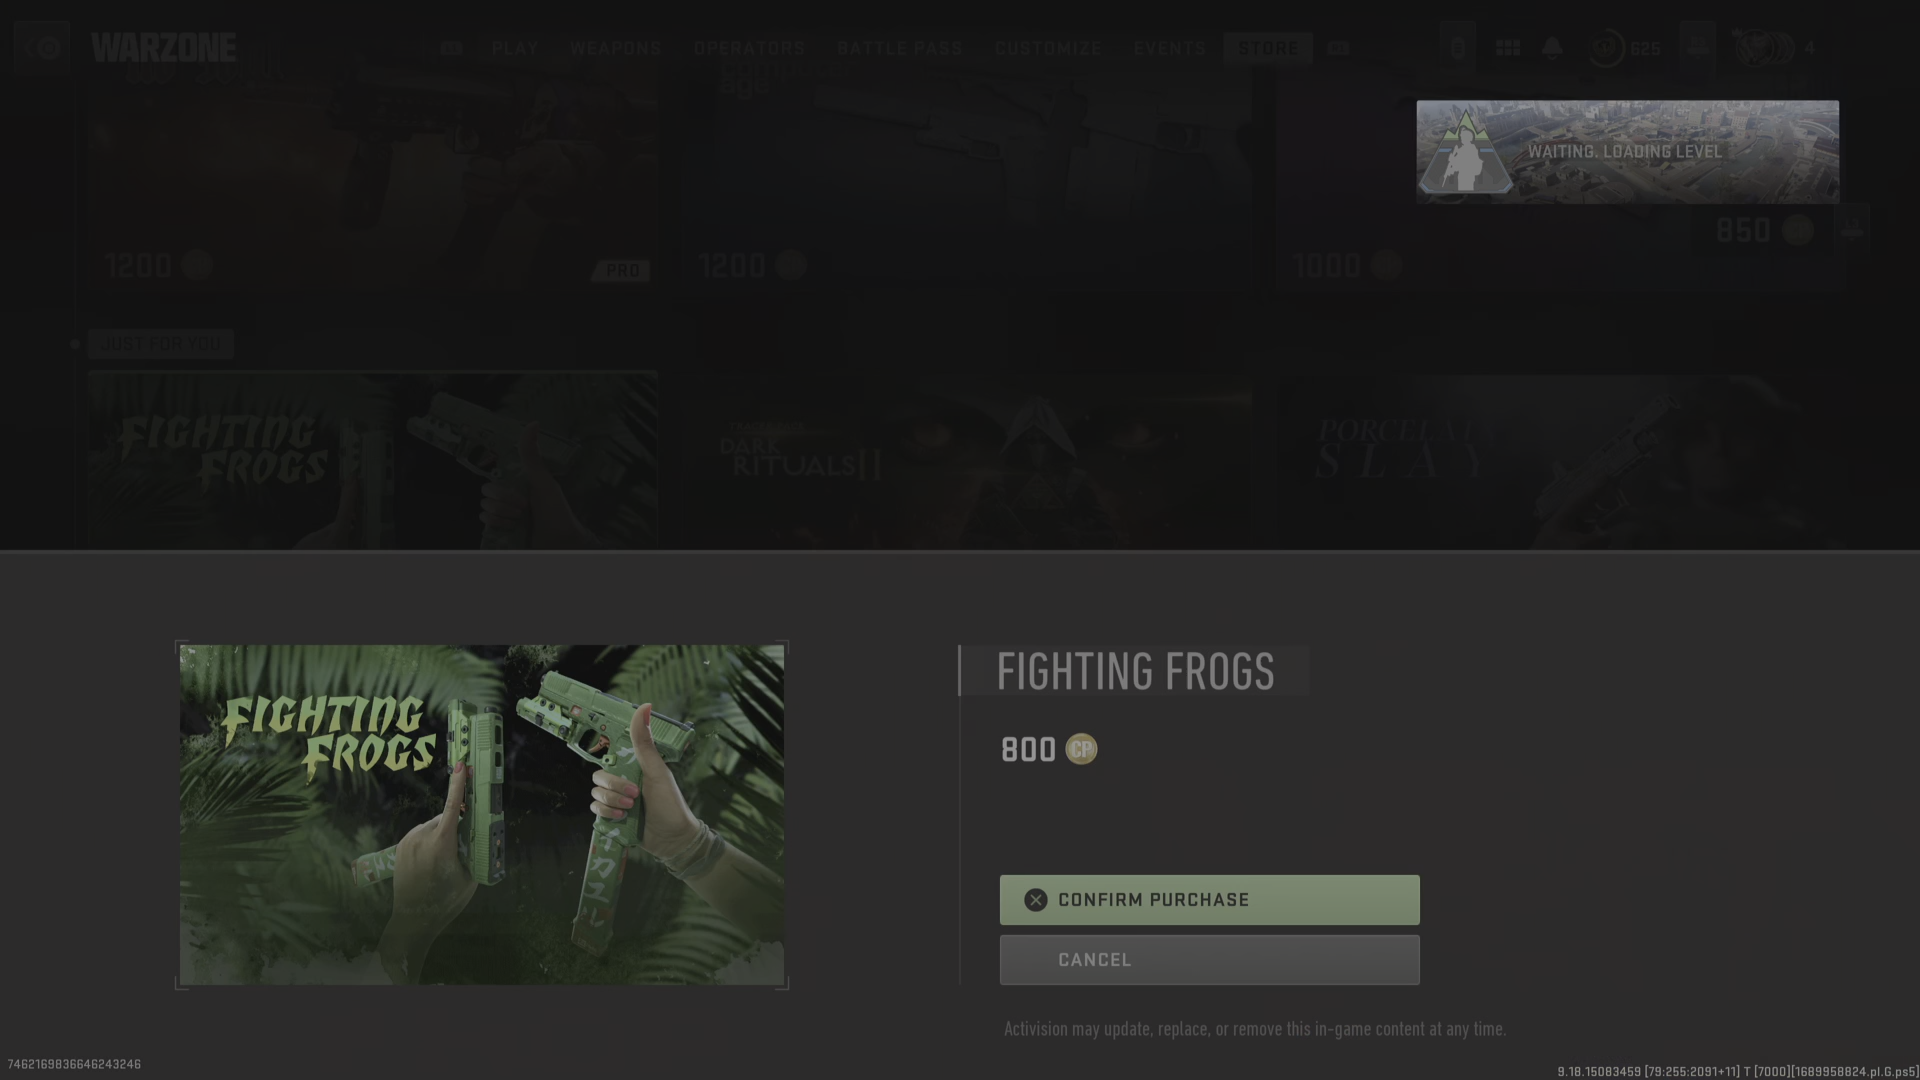 WARZONE
PLAY
WEAPONS
OPERATORS
BATTLE PASS
CUSTOMIZE
EVENTS
STORE
625
4
WAITING. LOADING LEVEL
850
1200
PRO
1200
1000
JUST FOR YOU
FIGHTING
FROGS
DARK
RITUALS II
PORCELAIN
SLAY
FIGHTING
FROGS
FIGHTING FROGS
800 CP
CONFIRM PURCHASE
CANCEL
Activision may update, replace, or remove this in-game content at any time.
7462169836646243246
9.18.15083459 [79:255:2091+11] T [7000][1689958824.pl.G.ps5]